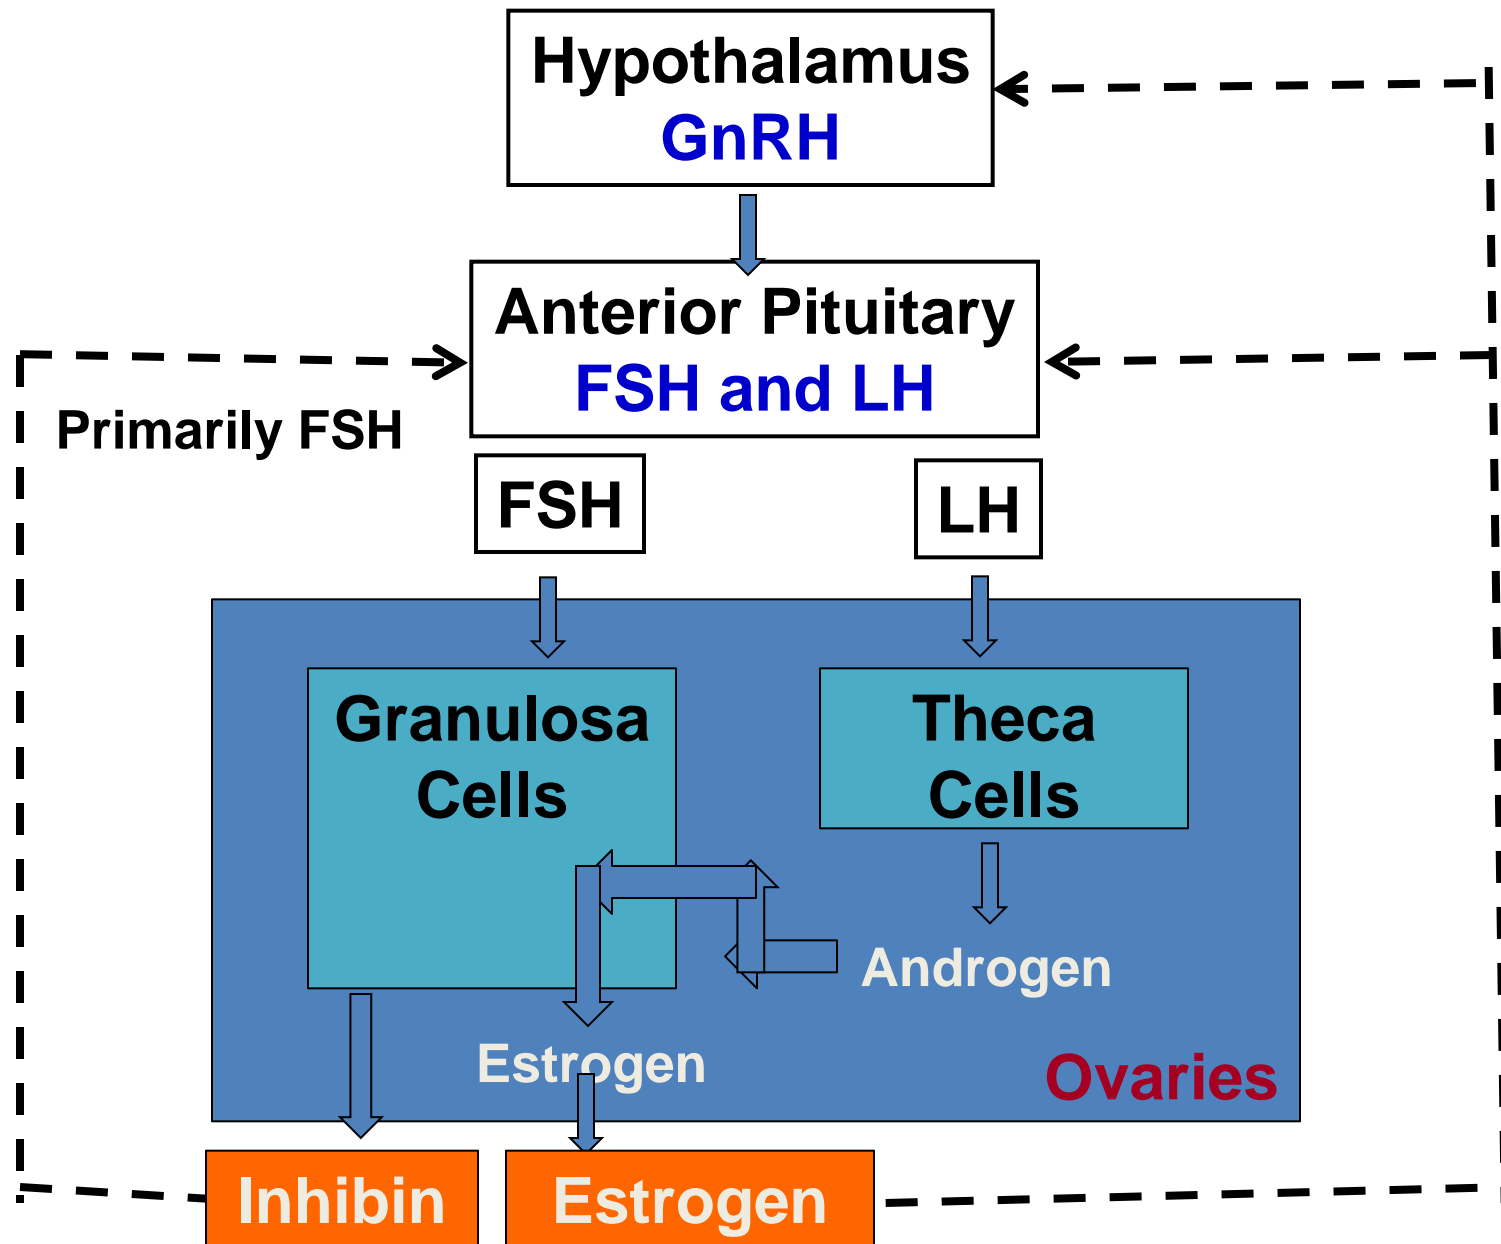 Hypothalamus
GnRH
Anterior Pituitary
FSH and LH
Primarily FSH
FSH
LH
Granulosa
Cells
Theca
Cells
Androgen
Estrogen
Ovaries
Inhibin
Estrogen